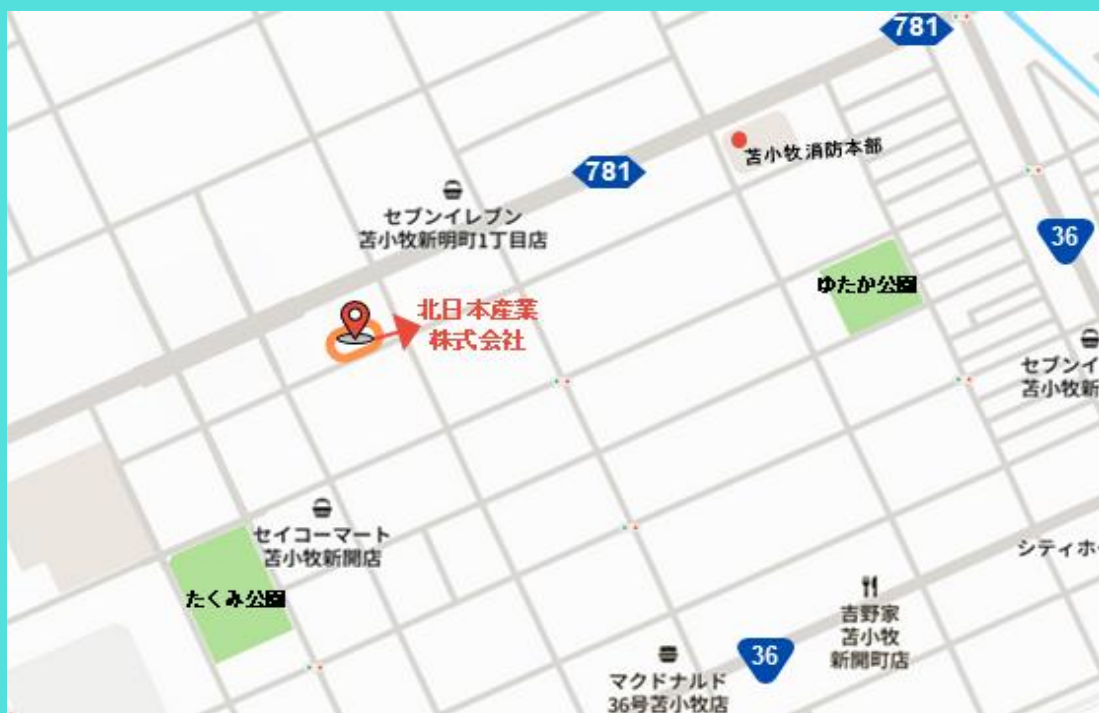 781
苫小牧消防本部
781
セブンイレブン
苫小牧新明町1丁目店
36
ゆたか公園
北日本産業
株式会社
セブンイ
苫小牧新
セイコーマート
苫小牧新開店
シティホ
たくみ公園
吉野家
苫小牧
新開町店
36
マクドナルド
36号苫小牧店